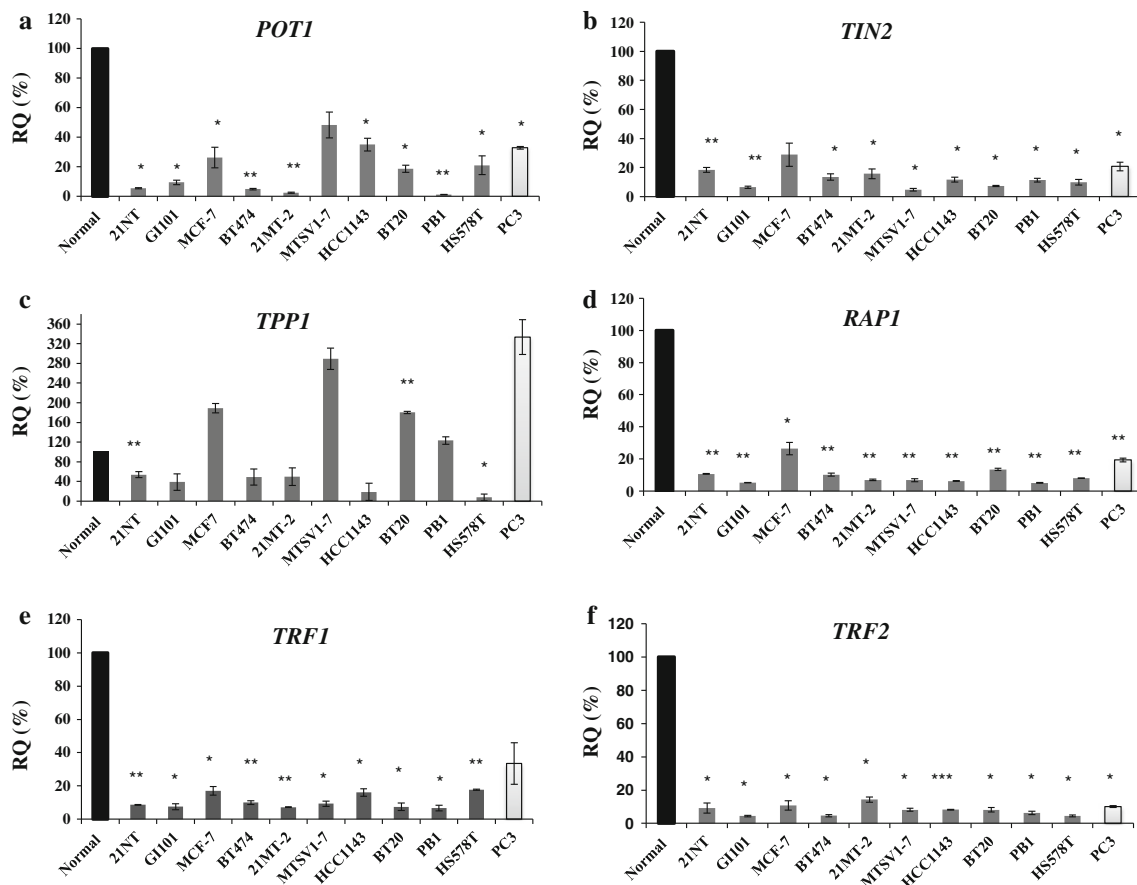 a
POT1
RQ (%)
120
100
80
60
40
20
0
* * * ** ** * * ** * *
Normal 21NT GI101 MCF-7 BT474 21MT-2 MTSV1-7 HCC1143 BT20 PB1 HS578T PC3
b
TIN2
RQ (%)
120
100
80
60
40
20
0
** ** * * * * * * * *
Normal 21NT GI101 MCF-7 BT474 21MT-2 MTSV1-7 HCC1143 BT20 PB1 HS578T PC3
c
TPP1
RQ (%)
360
320
280
240
200
160
120
80
40
0
** ** *
Normal 21NT GI101 MCF7 BT474 21MT-2 MTSV1-7 HCC1143 BT20 PB1 HS578T PC3
d
RAP1
RQ (%)
120
100
80
60
40
20
0
** ** * ** ** ** ** ** ** ** **
Normal 21NT GI101 MCF-7 BT474 21MT-2 MTSV1-7 HCC1143 BT20 PB1 HS578T PC3
e
TRF1
RQ (%)
120
100
80
60
40
20
0
** * * ** ** * * * * **
Normal 21NT GI101 MCF-7 BT474 21MT-2 MTSV1-7 HCC1143 BT20 PB1 HS578T PC3
f
TRF2
RQ (%)
120
100
80
60
40
20
0
* * * * * * *** * * * *
Normal 21NT GI101 MCF-7 BT474 21MT-2 MTSV1-7 HCC1143 BT20 PB1 HS578T PC3